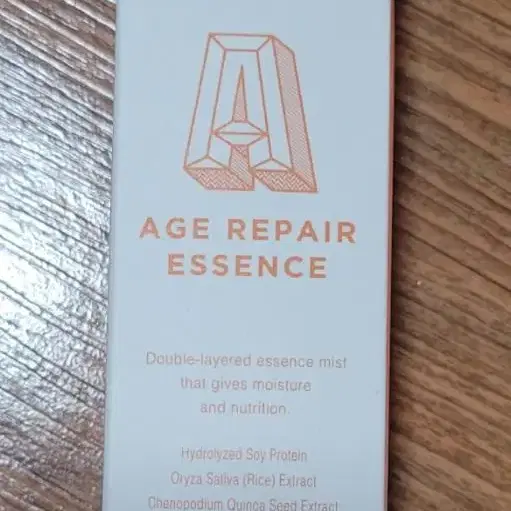 A
AGE REPAIR
ESSENCE
Double-layered essence mist
that gives moisture
and nutrition.
Hydrolyzed Soy Protein
Oryza Sativa (Rice) Extract
Chenopodium Quinoa Seed Extract